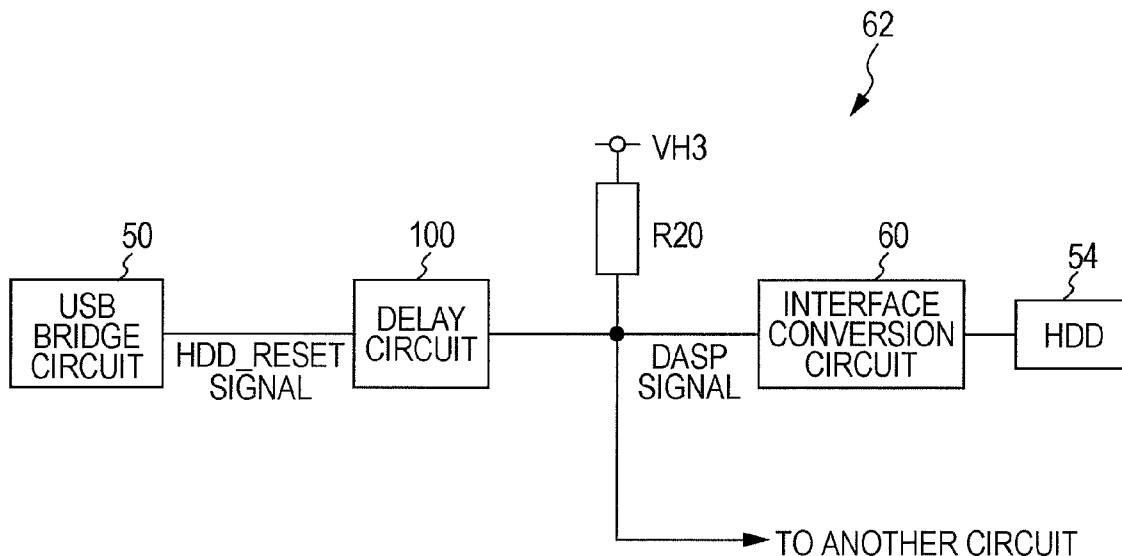 62
VH3
R20
50
USB
BRIDGE
CIRCUIT
HDD_RESET
SIGNAL
100
DELAY
CIRCUIT
DASP
SIGNAL
60
INTERFACE
CONVERSION
CIRCUIT
54
HDD
TO ANOTHER CIRCUIT